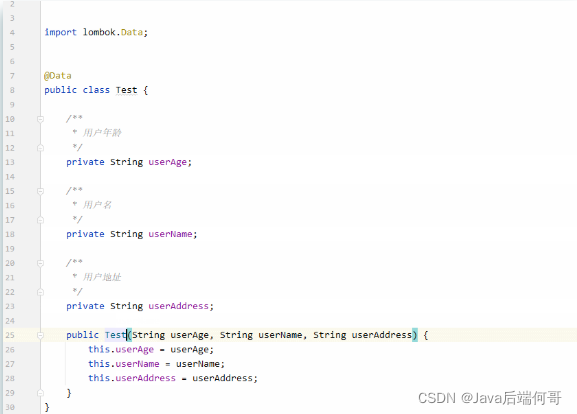 2
3
4 import lombok.Data;
5
6
7 @Data
8 public class Test {
9
10 /**
11 * 用户年龄
12 */
13 private String userAge;
14
15 /**
16 * 用户名
17 */
18 private String userName;
19
20 /**
21 * 用户地址
22 */
23 private String userAddress;
24
25 public Test(String userAge, String userName, String userAddress) {
26 this.userAge = userAge;
27 this.userName = userName;
28 this.userAddress = userAddress;
29 }
30 }
CSDN @Java后端何哥